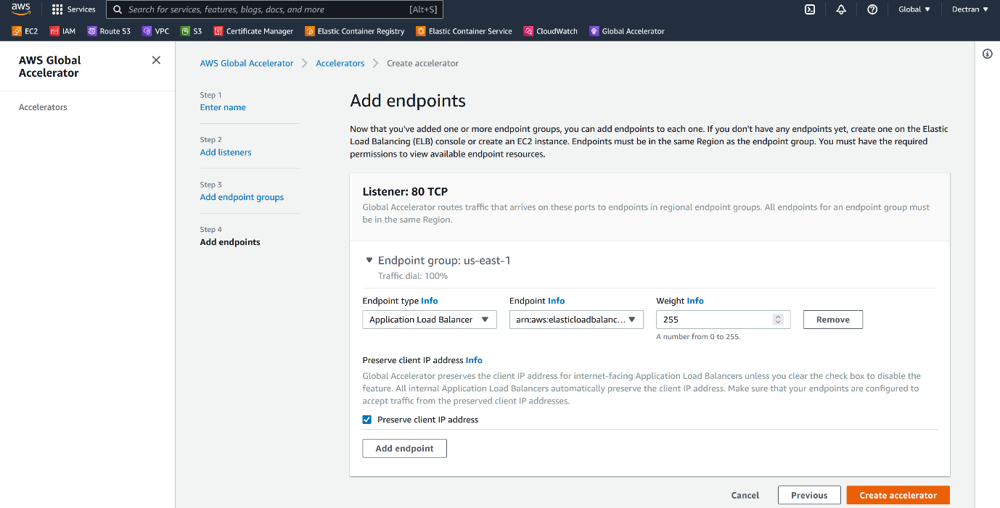 aws
Services
Search for services, features, blogs, docs, and more
[Alt+S]
Global
Dectran
EC2
IAM
Route 53
VPC
S3
Certificate Manager
Elastic Container Registry
Elastic Container Service
CloudWatch
Global Accelerator
AWS Global
Accelerator
Accelerators
AWS Global Accelerator
Accelerators
Create accelerator
Step 1
Enter name
Step 2
Add listeners
Step 3
Add endpoint groups
Step 4
Add endpoints
Add endpoints
Now that you've added one or more endpoint groups, you can add endpoints to each one. If you don't have any endpoints yet, create one on the Elastic
Load Balancing (ELB) console or create an EC2 instance. Endpoints must be in the same Region as the endpoint group. You must have the required
permissions to view available endpoint resources.
Listener: 80 TCP
Global Accelerator routes traffic that arrives on these ports to endpoints in regional endpoint groups. All endpoints for an endpoint group must
be in the same Region.
Endpoint group: us-east-1
Traffic dial: 100%
Endpoint type Info
Endpoint Info
Weight Info
Application Load Balancer
arn:aws:elasticloadbalanc...
255
Remove
A number from 0 to 255.
Preserve client IP address Info
Global Accelerator preserves the client IP address for internet-facing Application Load Balancers unless you clear the check box to disable the
feature. All internal Application Load Balancers automatically preserve the client IP address. Make sure that your endpoints are configured to
accept traffic from the preserved client IP addresses.
Preserve client IP address
Add endpoint
Cancel
Previous
Create accelerator